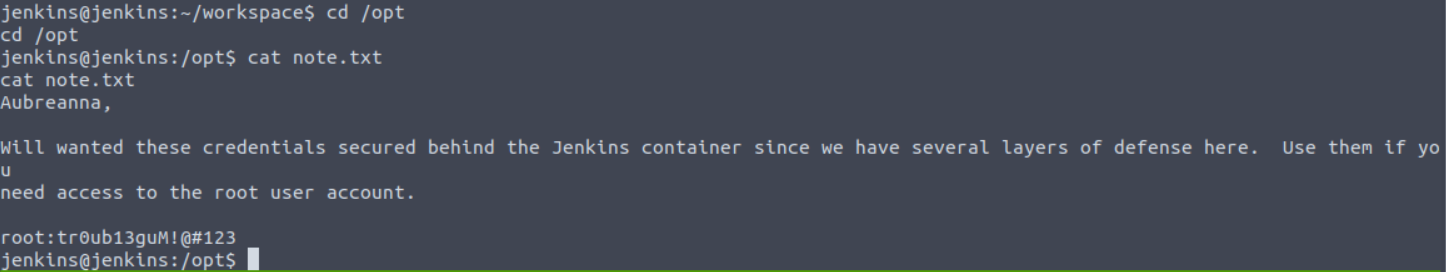 jenkins@jenkins:~/workspace$ cd /opt
cd /opt
jenkins@jenkins:/opt$ cat note.txt
cat note.txt
Aubreanna,
Will wanted these credentials secured behind the Jenkins container since we have several layers of defense here.  Use them if yo
u
need access to the root user account.
root:tr0ub13guM!@#123
jenkins@jenkins:/opt$